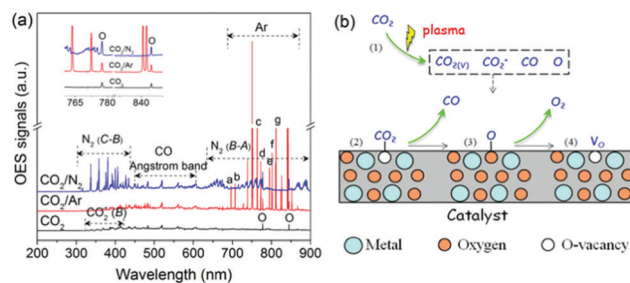 (a)
OES signals (a.u.)
O
O
CO₂/N₂
CO₂/Ar
CO₂
765 780 840
Ar
N₂ (C-B)
CO
Angstrom band
N₂ (B-A)
a b c d e f g
CO₂/N₂
CO₂/Ar
CO₂ (B)
CO₂
O O
200 300 400 500 600 700 800 900
Wavelength (nm)
(b)
CO₂
plasma
(1)
CO₂(v) CO₂⁺ CO O
CO
O₂
(2) CO₂ (3) O (4) V₀
Catalyst
Metal Oxygen O-vacancy